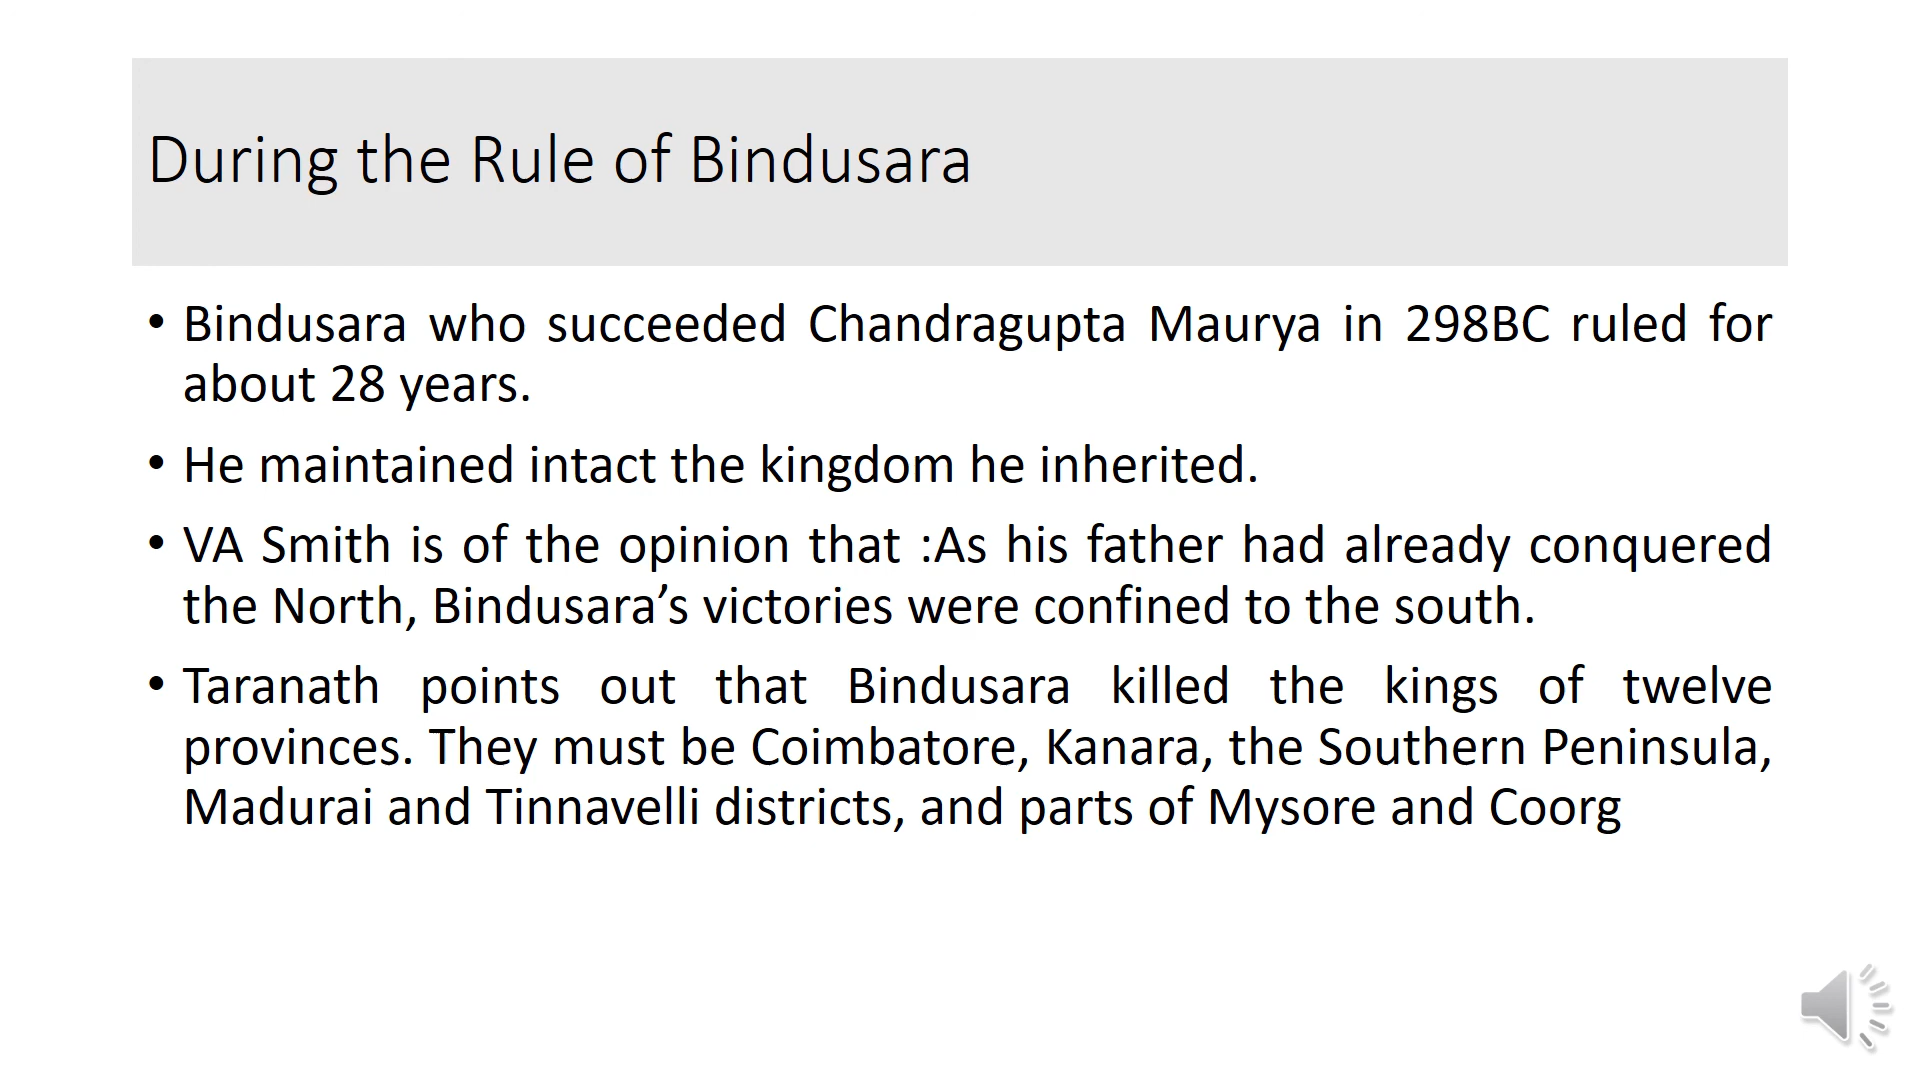 During the Rule of Bindusara
• Bindusara who succeeded Chandragupta Maurya in 298BC ruled for
about 28 years.
• He maintained intact the kingdom he inherited.
• VA Smith is of the opinion that :As his father had already conquered
the North, Bindusara’s victories were confined to the south.
• Taranath points out that Bindusara killed the kings of twelve
provinces. They must be Coimbatore, Kanara, the Southern Peninsula,
Madurai and Tinnavelli districts, and parts of Mysore and Coorg